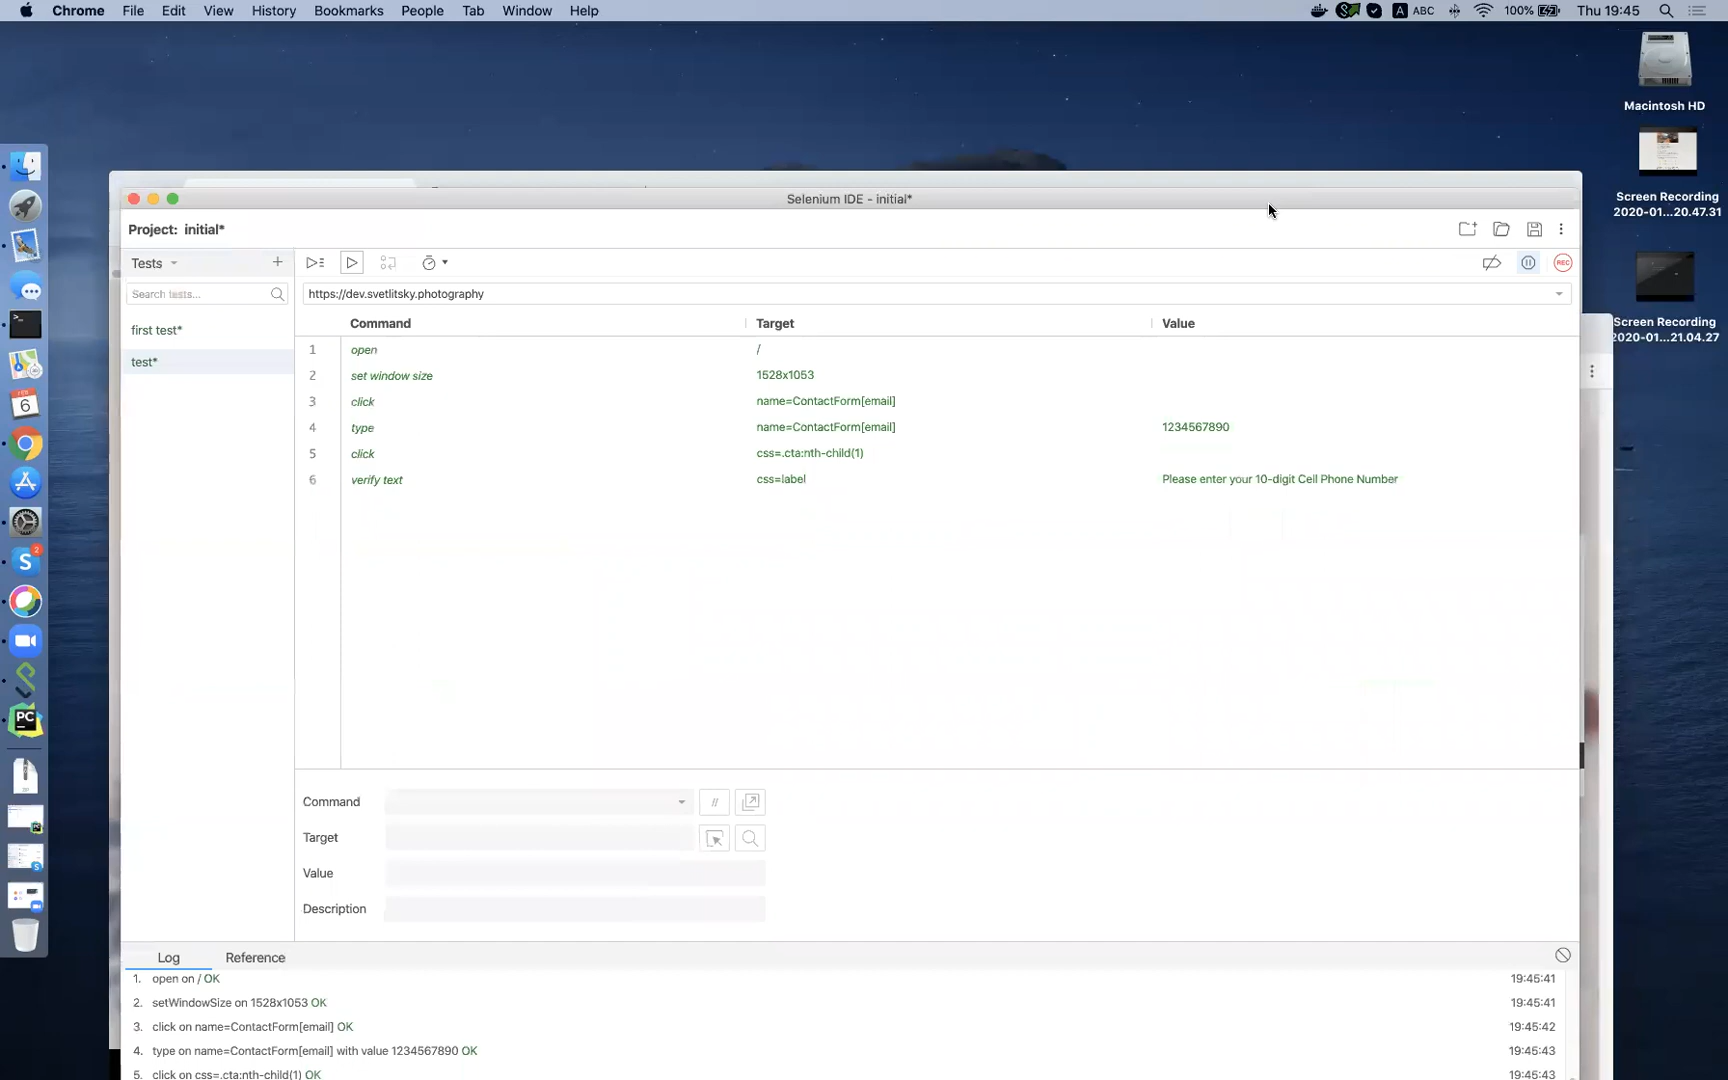 Chrome File Edit View History Bookmarks People Tab Window Help A ABC 100% Thu 19:45
Macintosh HD
Screen Recording
2020-01...20.47.31
Screen Recording
2020-01...21.04.27
Selenium IDE - initial*
Project: initial*
Tests
REC
Search tests...
https://dev.svetlitsky.photography
Command Target Value
first test*
test*
1 open /
2 set window size 1528x1053
3 click name=ContactForm[email]
4 type name=ContactForm[email] 1234567890
5 click css=.cta:nth-child(1)
6 verify text css=label Please enter your 10-digit Cell Phone Number
FEB
6
S 2
PC
Command //
Target
Value
Description
Log Reference
1. open on / OK 19:45:41
2. setWindowSize on 1528x1053 OK 19:45:41
3. click on name=ContactForm[email] OK 19:45:42
4. type on name=ContactForm[email] with value 1234567890 OK 19:45:43
5. click on css=.cta:nth-child(1) OK 19:45:43